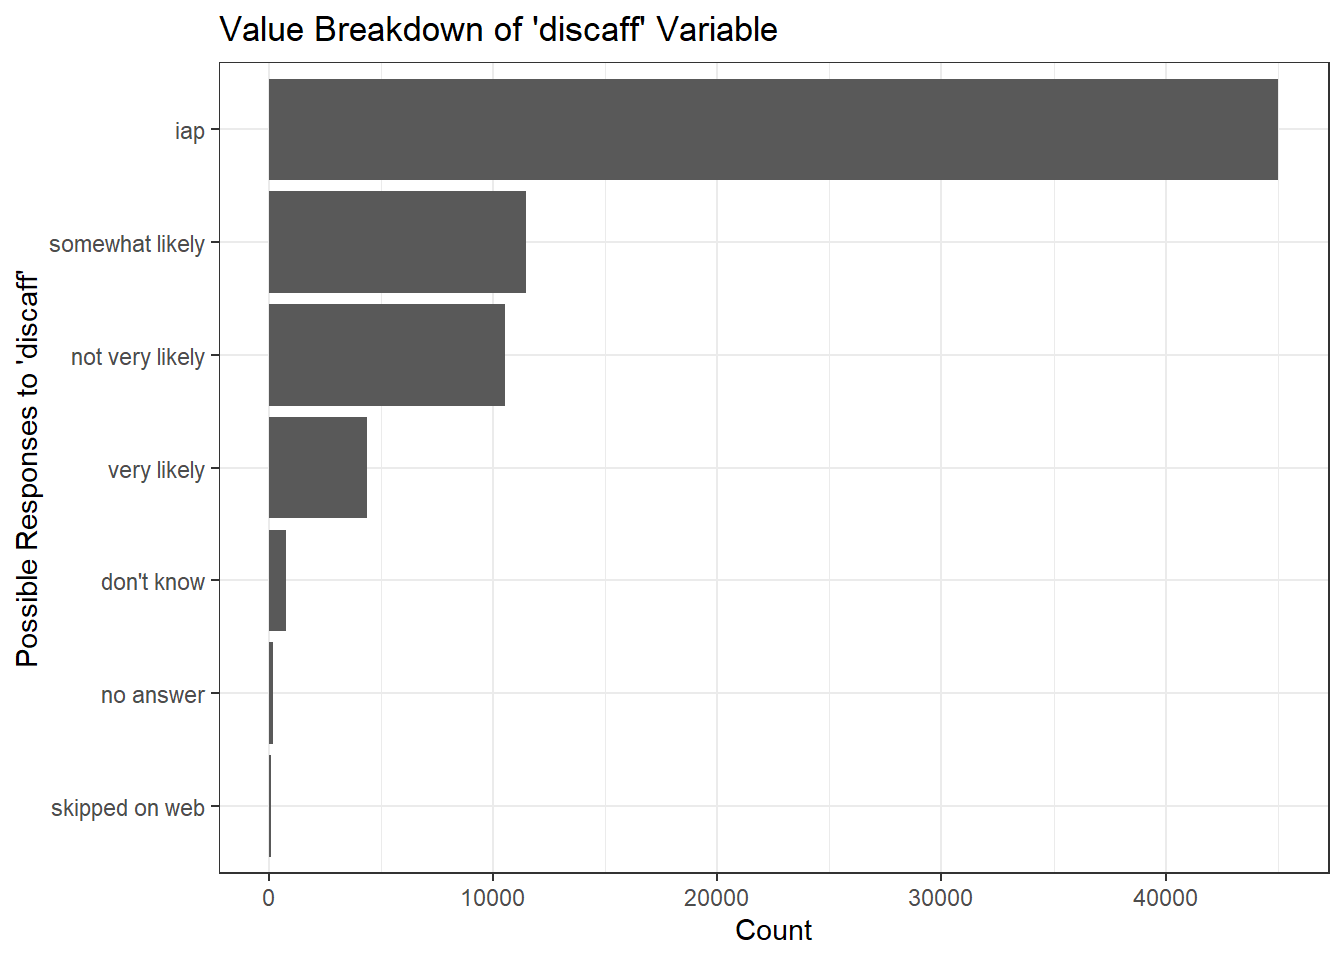 Value Breakdown of 'discaff' Variable
Possible Responses to 'discaff'
iap
somewhat likely
not very likely
very likely
don't know
no answer
skipped on web
0 10000 20000 30000 40000
Count